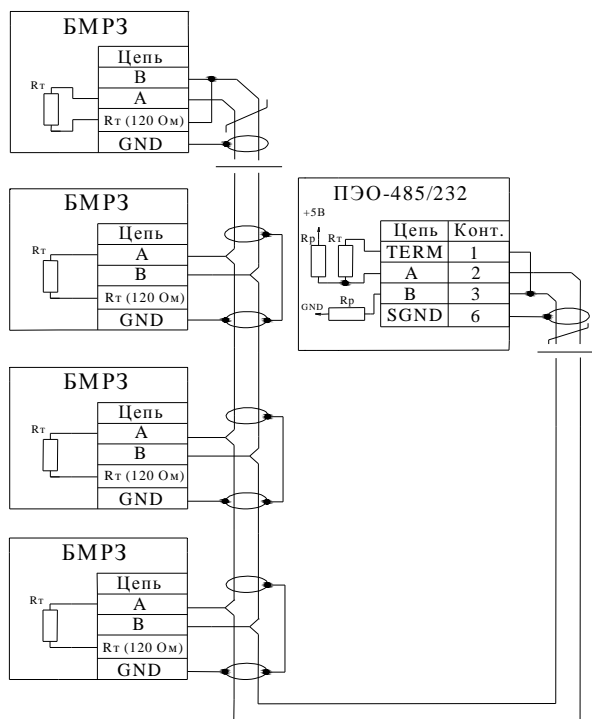 БМРЗ
Цепь
В
Rт
А
Rт (120 Ом)
GND
БМРЗ
Цепь
Rт
А
В
Rт (120 Ом)
GND
ПЭО-485/232
+5В
Rр Rт
Цепь Конт.
TERM 1
А 2
GND Rр
В 3
SGND 6
БМРЗ
Цепь
Rт
А
В
Rт (120 Ом)
GND
БМРЗ
Цепь
Rт
А
В
Rт (120 Ом)
GND